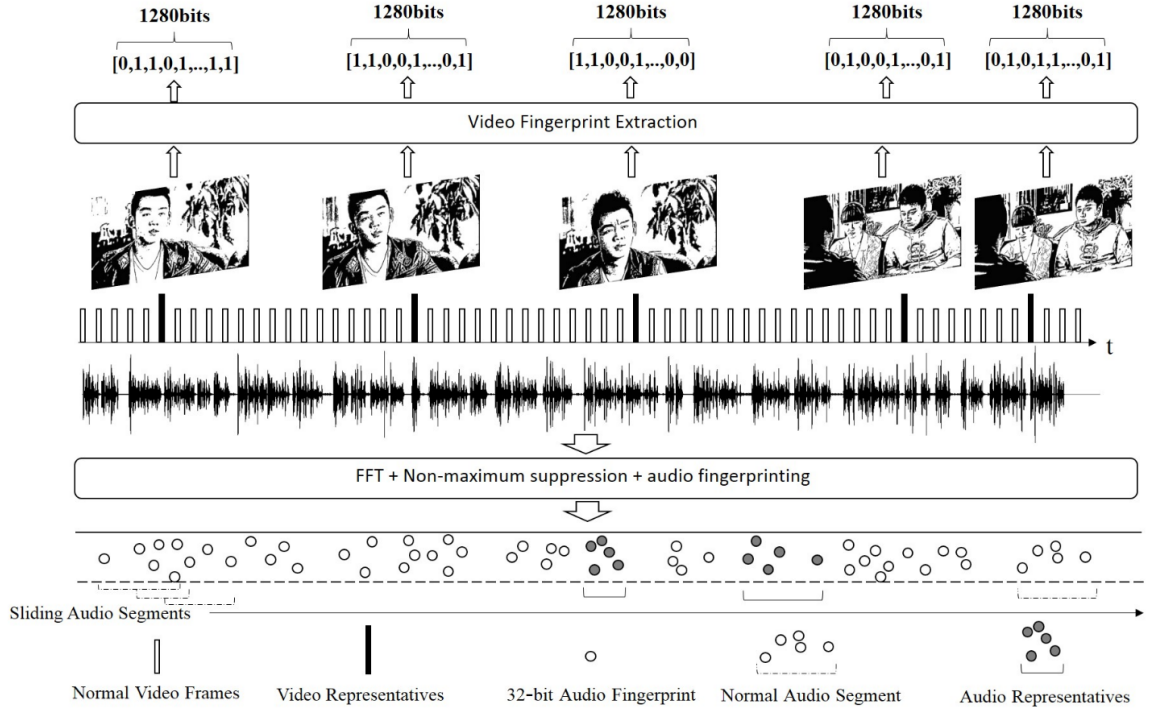 1280bits 1280bits 1280bits 1280bits 1280bits
[0,1,1,0,1,..,1,1] [1,1,0,0,1,...,0,1] [1,1,0,0,1,...,0,0] [0,1,0,0,1,...,0,1] [0,1,0,1,1,...,0,1]
Video Fingerprint Extraction
t
FFT + Non-maximum suppression + audio fingerprinting
Sliding Audio Segments
Normal Video Frames Video Representatives 32-bit Audio Fingerprint Normal Audio Segment Audio Representatives